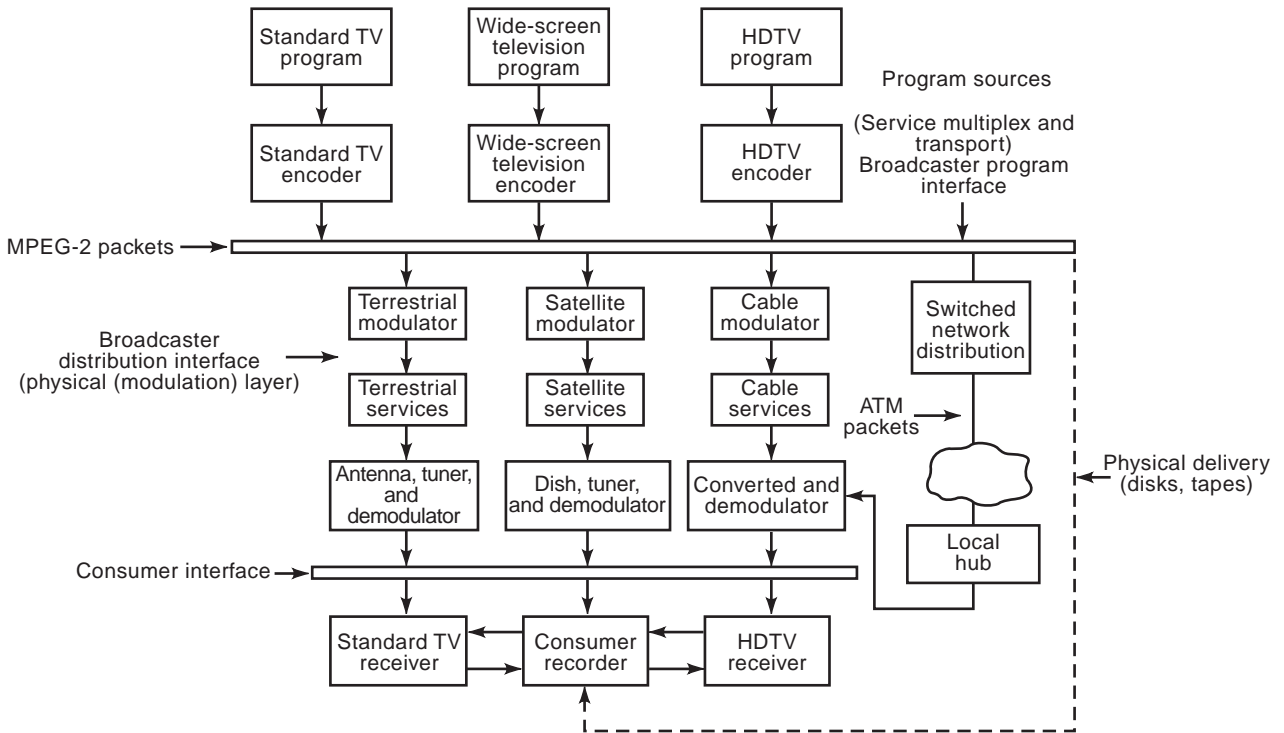 Standard TV
program
Wide-screen
television
program
HDTV
program
Program sources
Standard TV
encoder
Wide-screen
television
encoder
HDTV
encoder
(Service multiplex and
transport)
Broadcaster program
interface
MPEG-2 packets
Terrestrial
modulator
Satellite
modulator
Cable
modulator
Switched
network
distribution
Broadcaster
distribution interface
(physical (modulation) layer)
Terrestrial
services
Satellite
services
Cable
services
ATM
packets
Antenna, tuner,
and
demodulator
Dish, tuner,
and demodulator
Converted and
demodulator
Physical delivery
(disks, tapes)
Local
hub
Consumer interface
Standard TV
receiver
Consumer
recorder
HDTV
receiver